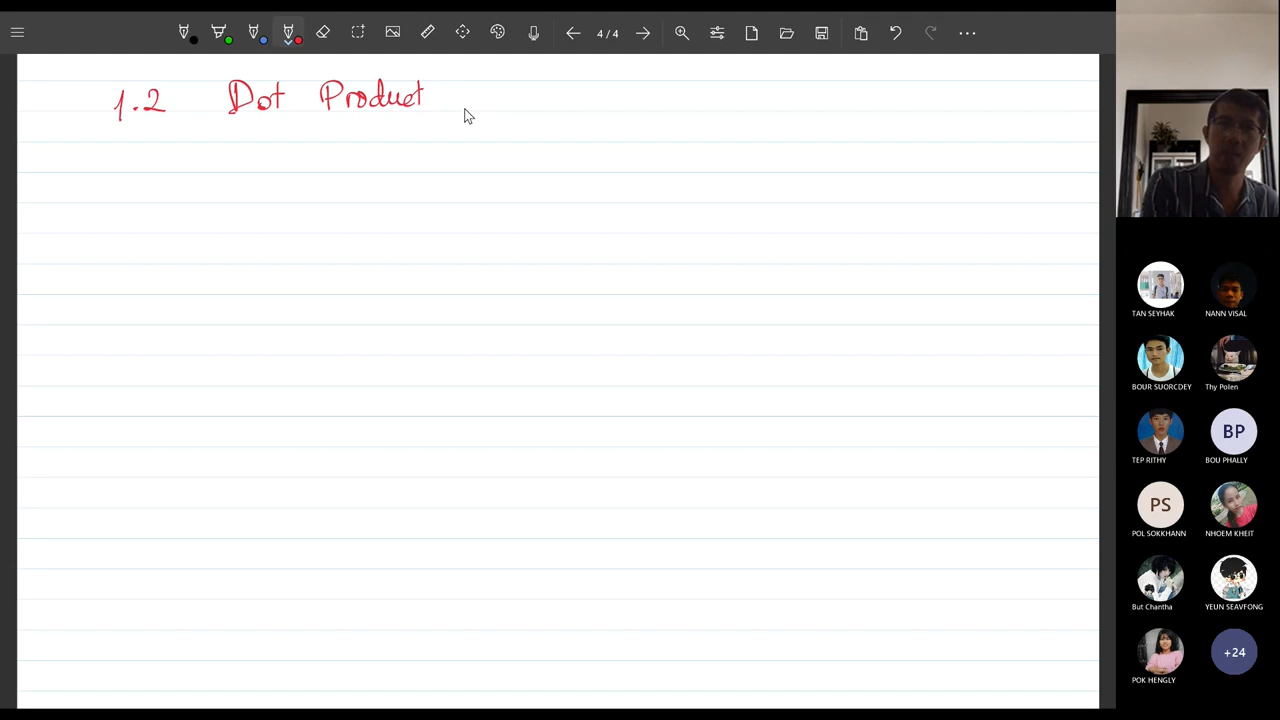 4/4
1.2 Dot Product
TAN SEYHAK NANN VISAL
BOUR SUORCDEY Thy Polen
BP
TEP RITHY BOU PHALLY
PS
POL SOKKHANN NHOEM KHEIT
But Chantha YEUN SEAVFONG
+24
POK HENGLY